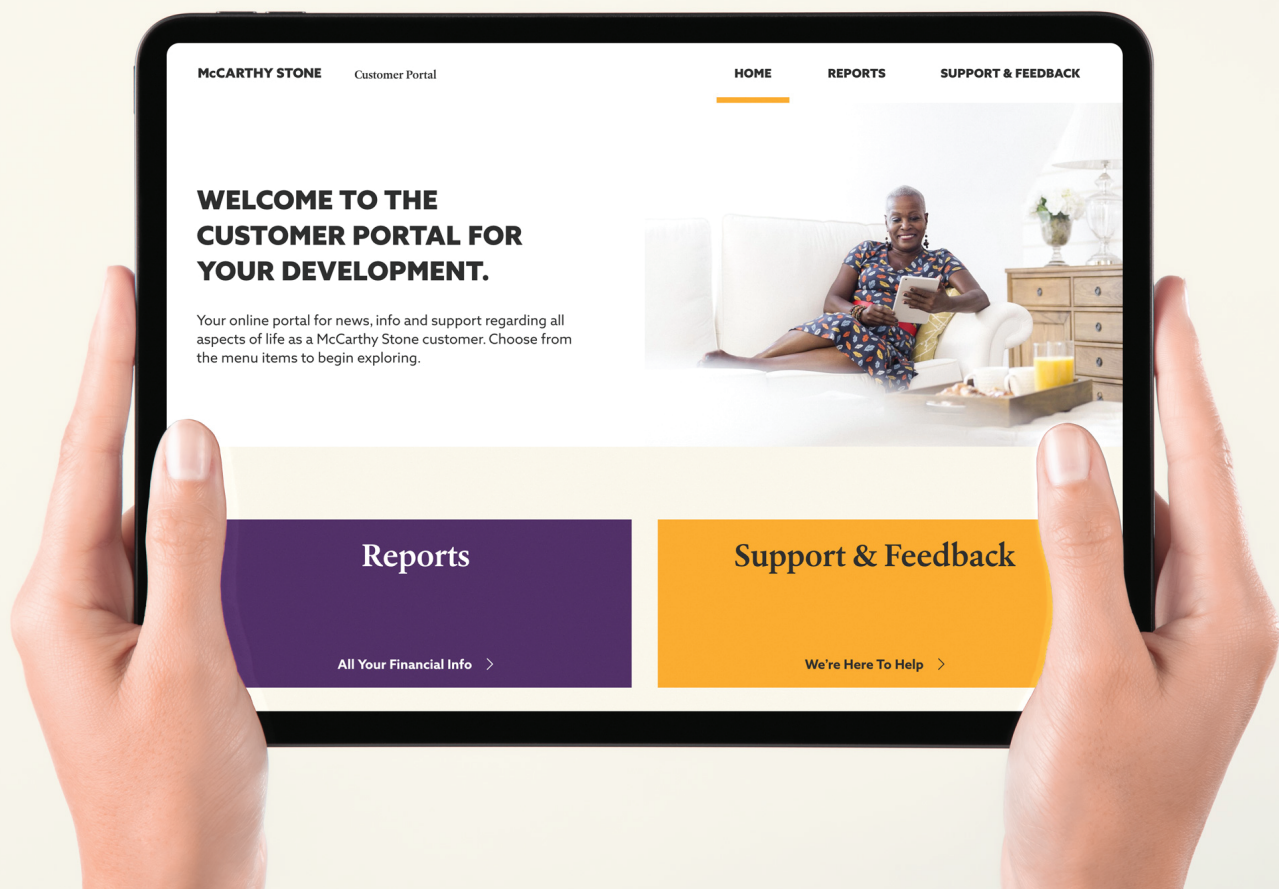 McCARTHY STONE
Customer Portal
HOME
REPORTS
SUPPORT & FEEDBACK
WELCOME TO THE
CUSTOMER PORTAL FOR
YOUR DEVELOPMENT.
Your online portal for news, info and support regarding all
aspects of life as a McCarthy Stone customer. Choose from
the menu items to begin exploring.
Reports
All Your Financial Info
Support & Feedback
We're Here To Help